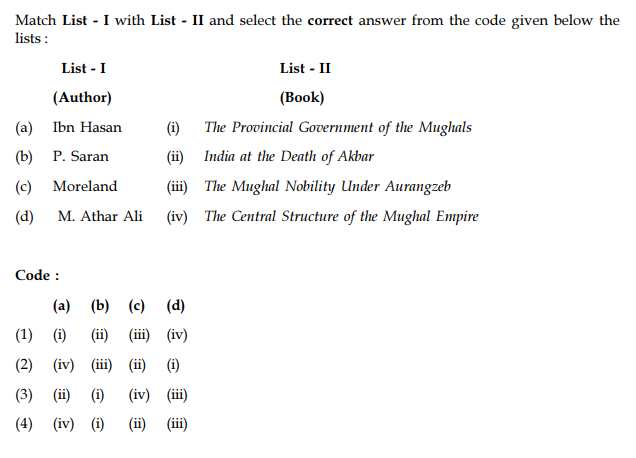 Match List - I with List - II and select the correct answer from the code given below the
lists :
List - I List - II
(Author) (Book)
(a) Ibn Hasan (i) The Provincial Government of the Mughals
(b) P. Saran (ii) India at the Death of Akbar
(c) Moreland (iii) The Mughal Nobility Under Aurangzeb
(d) M. Athar Ali (iv) The Central Structure of the Mughal Empire
Code :
(a) (b) (c) (d)
(1) (i) (ii) (iii) (iv)
(2) (iv) (iii) (ii) (i)
(3) (ii) (i) (iv) (iii)
(4) (iv) (i) (ii) (iii)